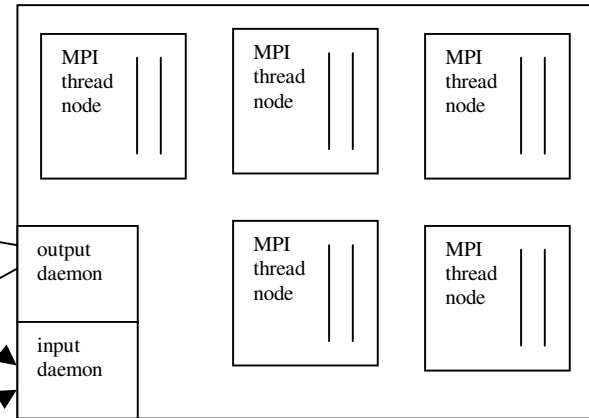 MPI
thread
node
MPI
thread
node
MPI
thread
node
output
daemon
MPI
thread
node
MPI
thread
node
input
daemon